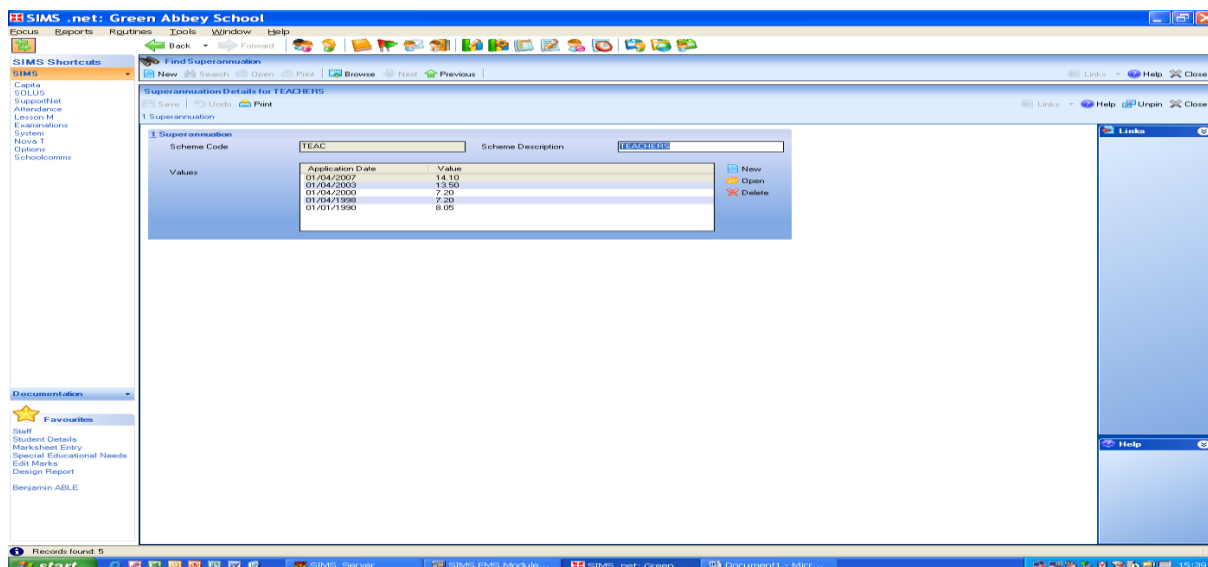 SIMS .net: Green Abbey School
Focus Reports Routines Tools Window Help
Back Forward
SIMS Shortcuts
SIMS
Capita
SOLUS
SupportNet
Attendance
Lesson M
Examinations
System
Nova T
Options
Schoolcomms
Documentation
Favourites
Staff
Student Details
Marksheet Entry
Special Educational Needs
Edit Marks
Design Report
Benjamin ABLE
Find Superannuation
New Search Open Print Browse Next Previous Links Help Close
Superannuation Details for TEACHERS
Save Undo Print Links Help Unpin Close
1 Superannuation
1 Superannuation
Scheme Code TEAC Scheme Description TEACHERS
Values
Application Date Value
01/04/2007 14.10
01/04/2003 13.50
01/04/2000 7.20
01/04/1998 7.20
01/01/1990 8.05
New
Open
Delete
Links
Help
Records found: 5
start SIMS Server SIMS FMS Module... SIMS .net: Green ... Document1 - Micr... 15:39